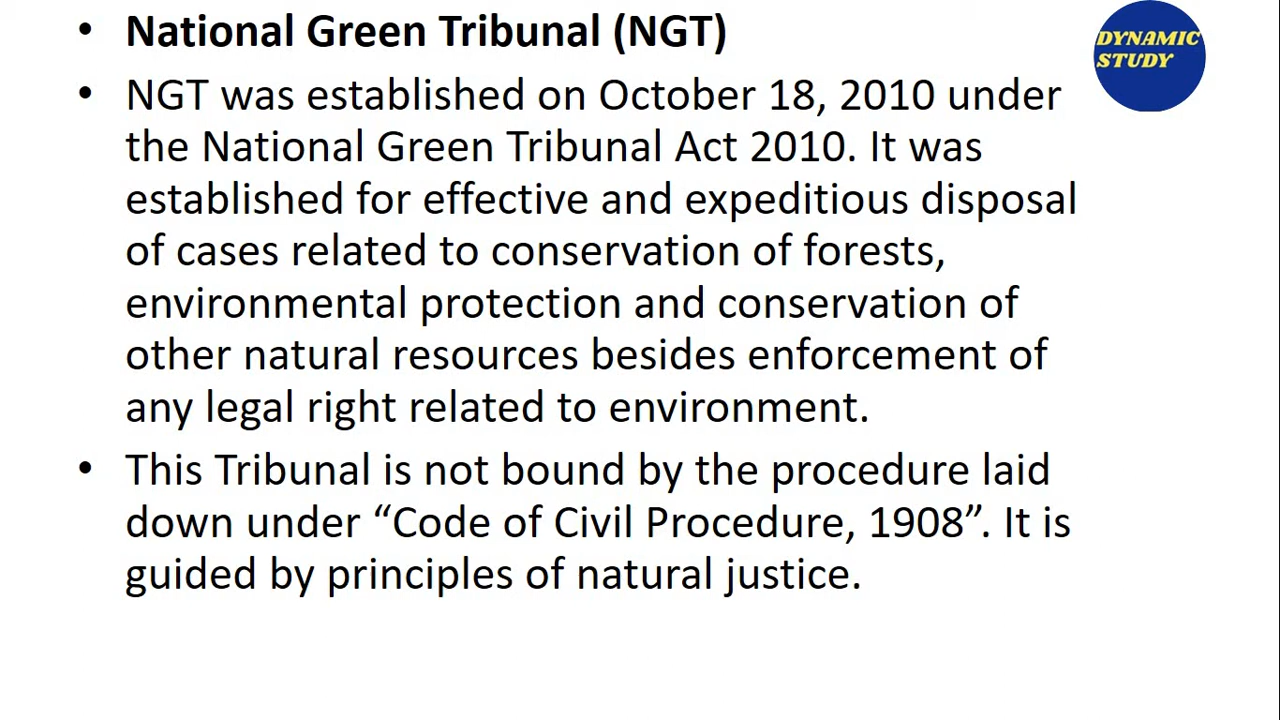 • National Green Tribunal (NGT)
DYNAMIC
STUDY
• NGT was established on October 18, 2010 under
the National Green Tribunal Act 2010. It was
established for effective and expeditious disposal
of cases related to conservation of forests,
environmental protection and conservation of
other natural resources besides enforcement of
any legal right related to environment.
• This Tribunal is not bound by the procedure laid
down under “Code of Civil Procedure, 1908”. It is
guided by principles of natural justice.